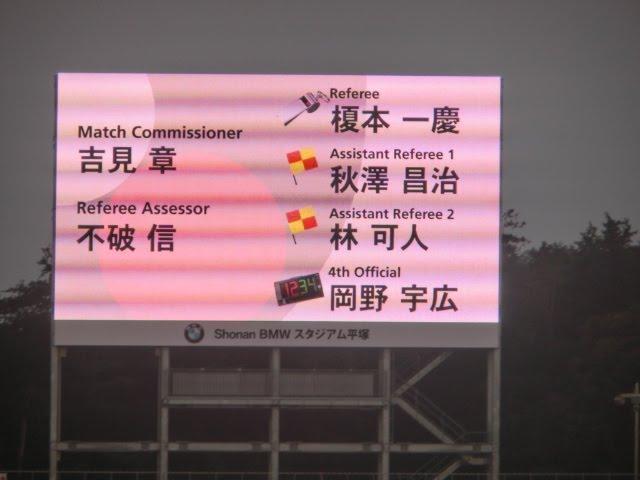 Match Commissioner
吉見 章
Referee Assessor
不破 信
Referee
榎本 一慶
Assistant Referee 1
秋澤 昌治
Assistant Referee 2
林 可人
4th Official
1234
岡野 宇広
BMW
Shonan BMW スタジアム平塚